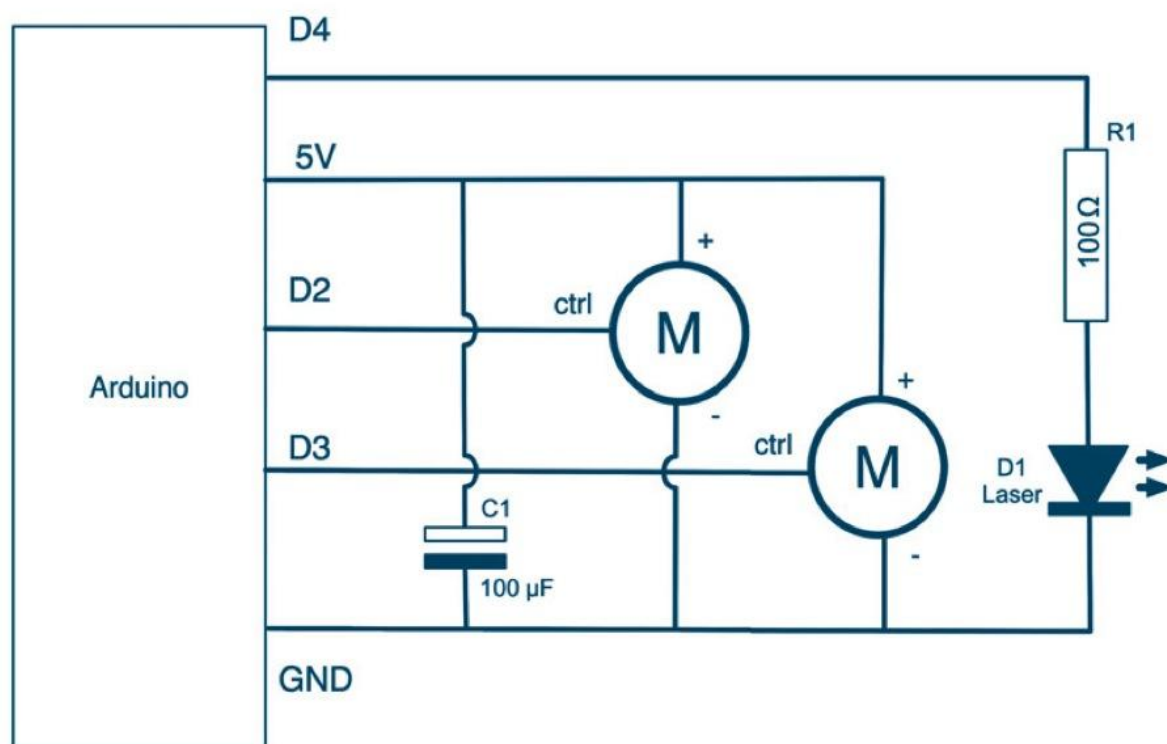 D4
R1
5V
100Ω
+
D2
ctrl
M
Arduino
+
-
D3
ctrl
M
D1
Laser
C1
-
100 µF
GND